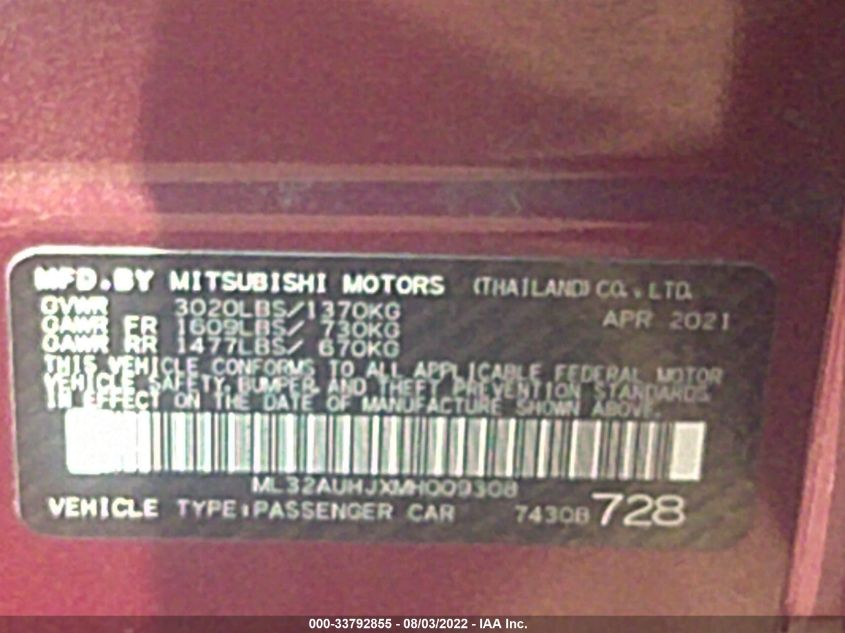 MFD.BY MITSUBISHI MOTORS (THAILAND) CO., LTD.
GVWR 3020LBS/1370KG APR 2021
GAWR FR 1609LBS/ 730KG
GAWR RR 1477LBS/ 670KG
THIS VEHICLE CONFORMS TO ALL APPLICABLE FEDERAL MOTOR
VEHICLE SAFETY, BUMPER, AND THEFT PREVENTION STANDARDS
IN EFFECT ON THE DATE OF MANUFACTURE SHOWN ABOVE.
ML32AUHJXMH009308
VEHICLE TYPE:PASSENGER CAR 7430B 728
000-33792855 - 08/03/2022 - IAA Inc.